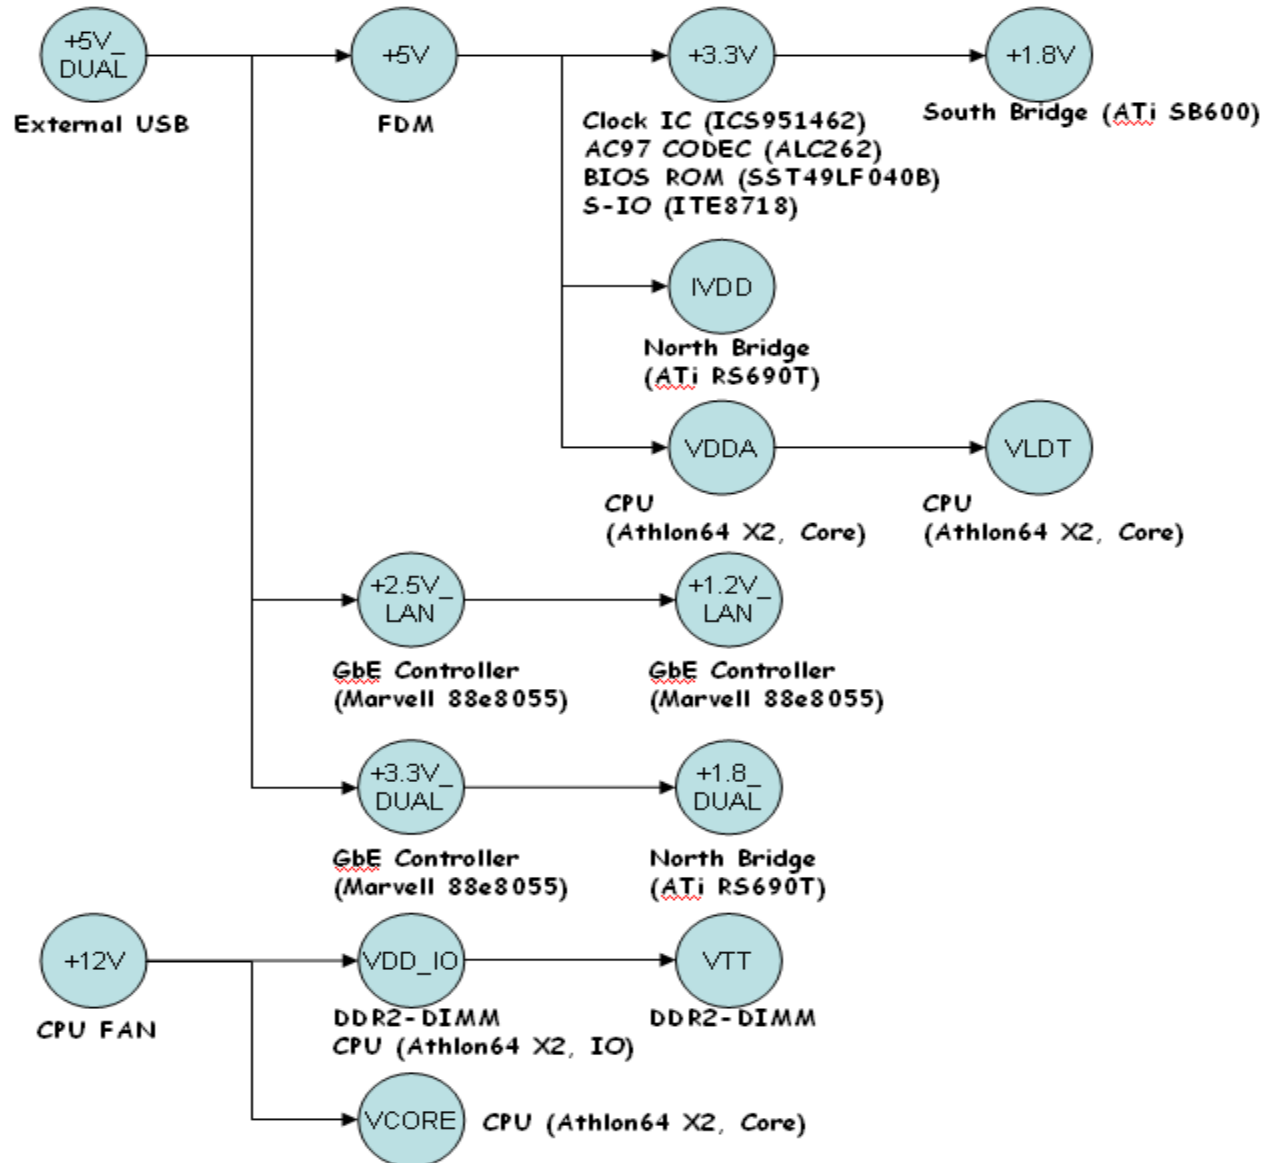 +5V_
DUAL
External USB
+5V
FDM
+3.3V
Clock IC (ICS951462)
AC97 CODEC (ALC262)
BIOS ROM (SST49LF040B)
S-IO (ITE8718)
+1.8V
South Bridge (ATi SB600)
IVDD
North Bridge
(ATi RS690T)
VDDA
CPU
(Athlon64 X2, Core)
VLDT
CPU
(Athlon64 X2, Core)
+2.5V_
LAN
GbE Controller
(Marvell 88e8055)
+1.2V_
LAN
GbE Controller
(Marvell 88e8055)
+3.3V_
DUAL
GbE Controller
(Marvell 88e8055)
+1.8_
DUAL
North Bridge
(ATi RS690T)
+12V
CPU FAN
VDD_IO
DDR2-DIMM
CPU (Athlon64 X2, IO)
VTT
DDR2-DIMM
VCORE
CPU (Athlon64 X2, Core)